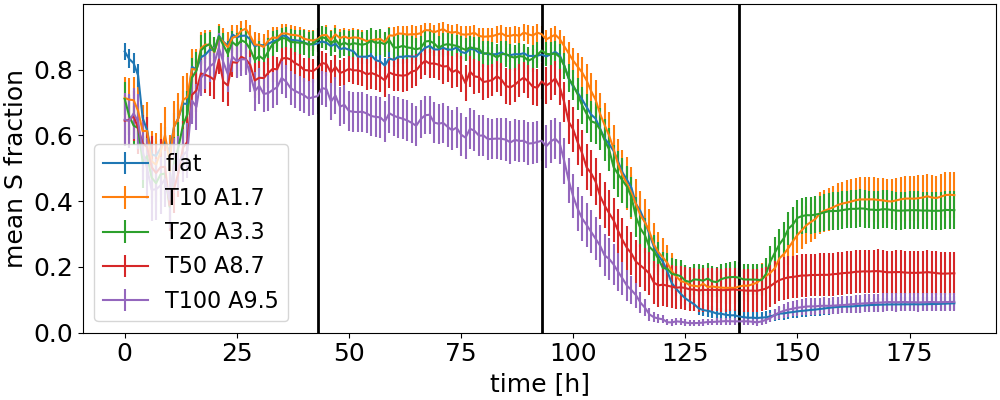 mean S fraction
0.8
0.6
0.4
0.2
0.0
flat
T10 A1.7
T20 A3.3
T50 A8.7
T100 A9.5
0 25 50 75 100 125 150 175
time [h]